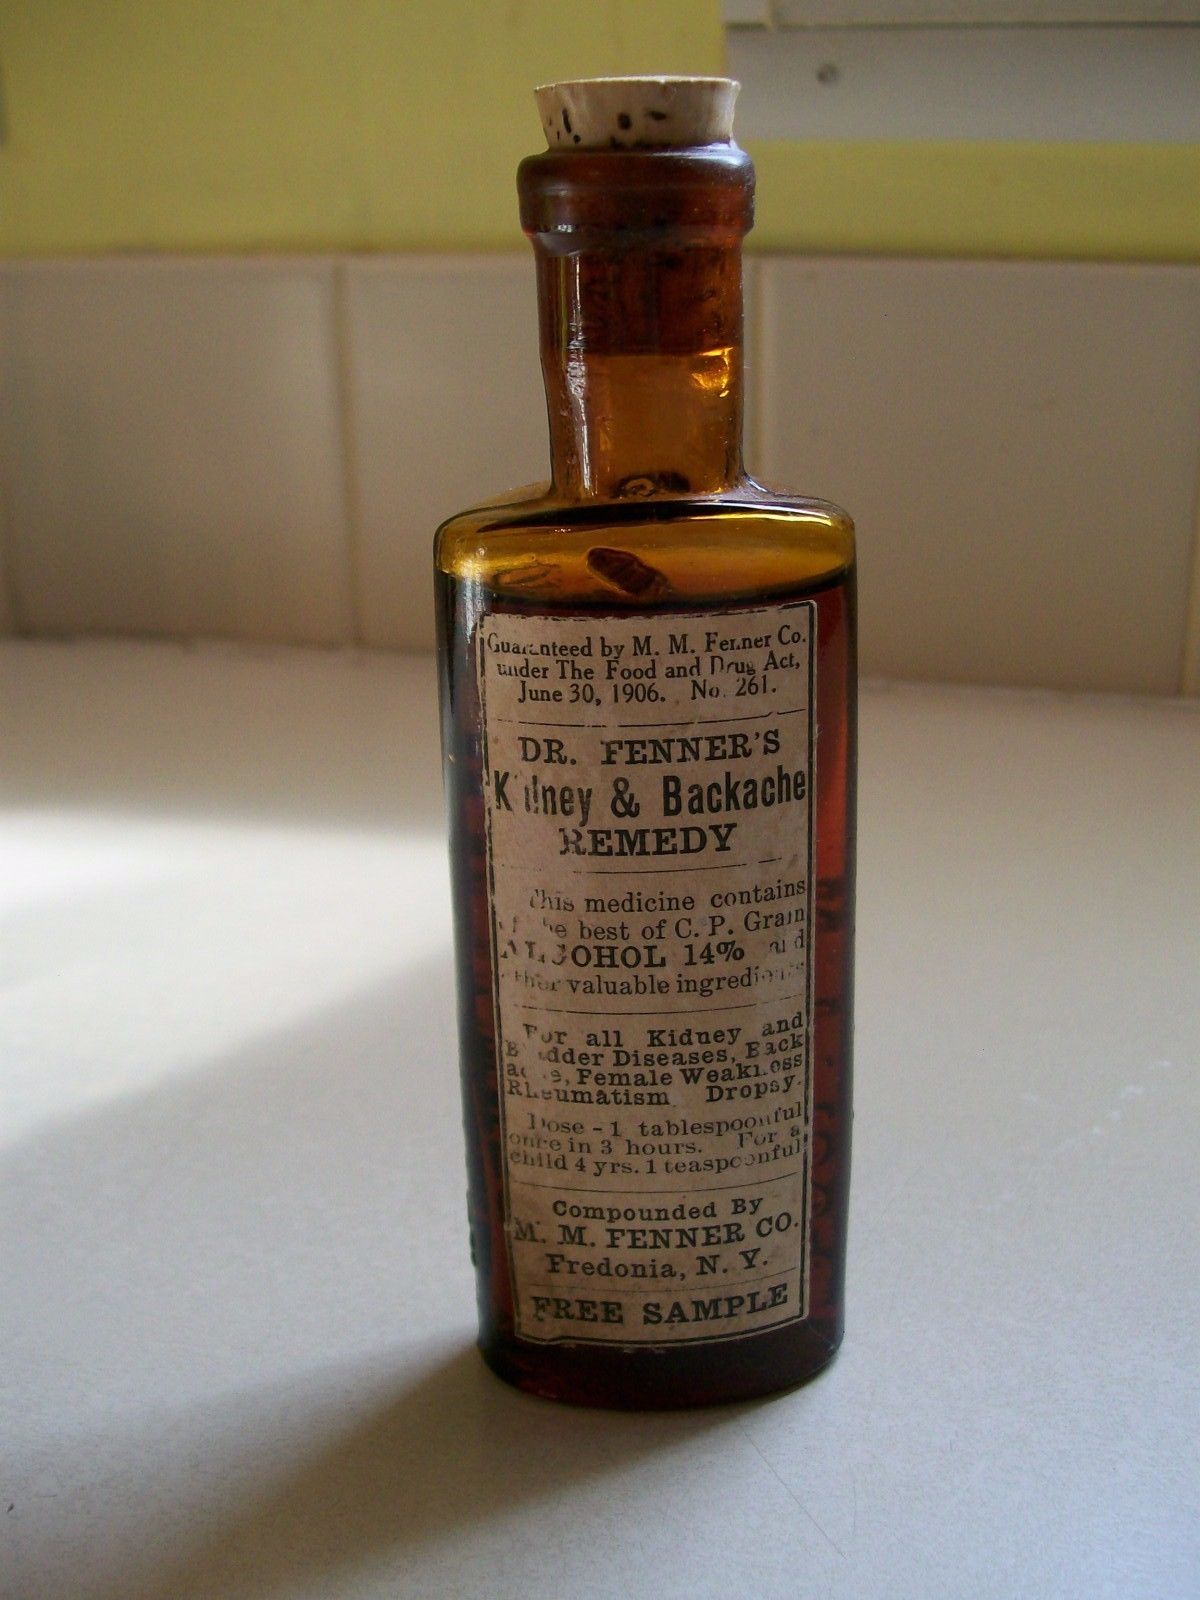 Guaranteed by M. M. Fenner Co.
under The Food and Drug Act,
June 30, 1906. No. 261.
DR. FENNER'S
Kidney & Backache
REMEDY
This medicine contains
the best of C. P. Grain
ALCOHOL 14% and
other valuable ingredients
For all Kidney and
Bladder Diseases, Back
ache, Female Weakness
Rheumatism Dropsy.
Dose - 1 tablespoonful
once in 3 hours. For a
child 4 yrs. 1 teaspoonful
Compounded By
M. M. FENNER CO.
Fredonia, N. Y.
FREE SAMPLE